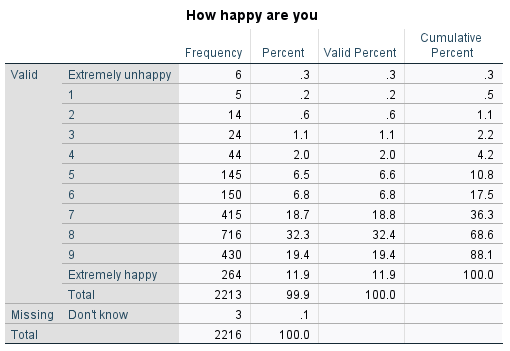 How happy are you
Frequency Percent Valid Percent Cumulative Percent
Valid Extremely unhappy 6 .3 .3 .3
1 5 .2 .2 .5
2 14 .6 .6 1.1
3 24 1.1 1.1 2.2
4 44 2.0 2.0 4.2
5 145 6.5 6.6 10.8
6 150 6.8 6.8 17.5
7 415 18.7 18.8 36.3
8 716 32.3 32.4 68.6
9 430 19.4 19.4 88.1
Extremely happy 264 11.9 11.9 100.0
Total 2213 99.9 100.0
Missing Don't know 3 .1
Total 2216 100.0